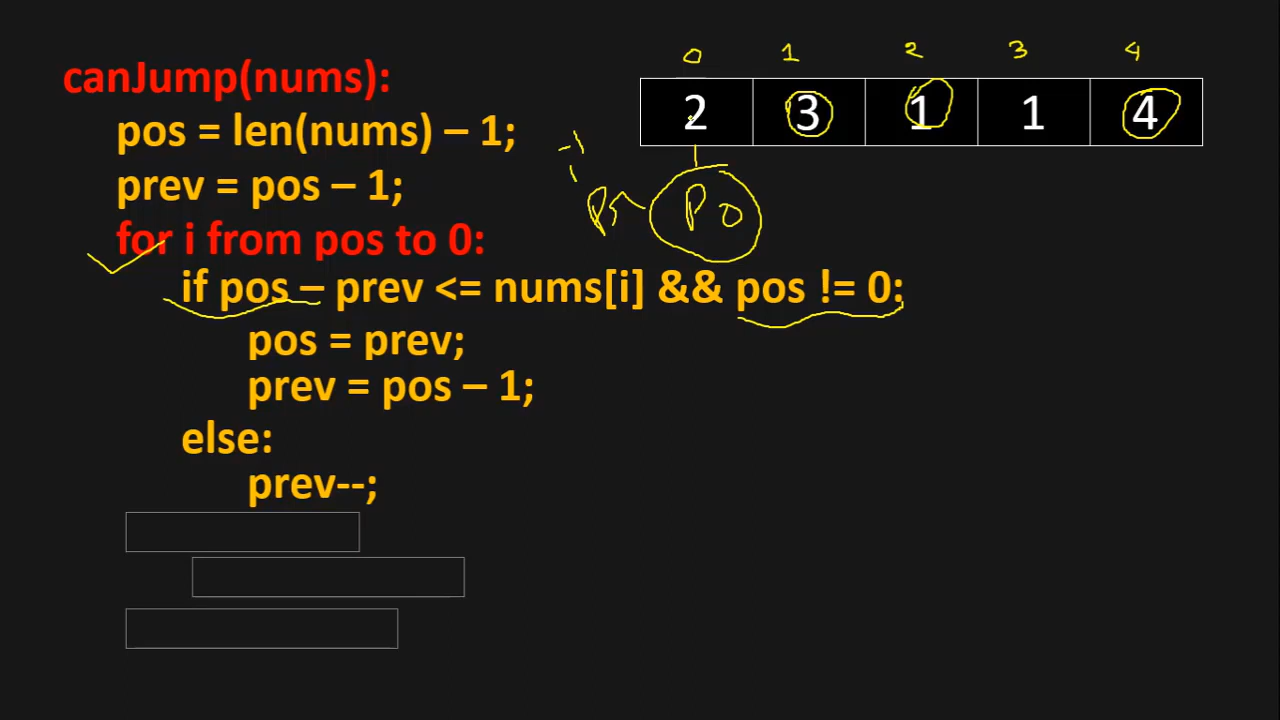 canJump(nums):
pos = len(nums) – 1;
prev = pos – 1;
for i from pos to 0:
if pos – prev <= nums[i] && pos != 0:
pos = prev;
prev = pos – 1;
else:
prev--;
0 1 2 3 4
2 3 1 1 4
-1
Pr Po